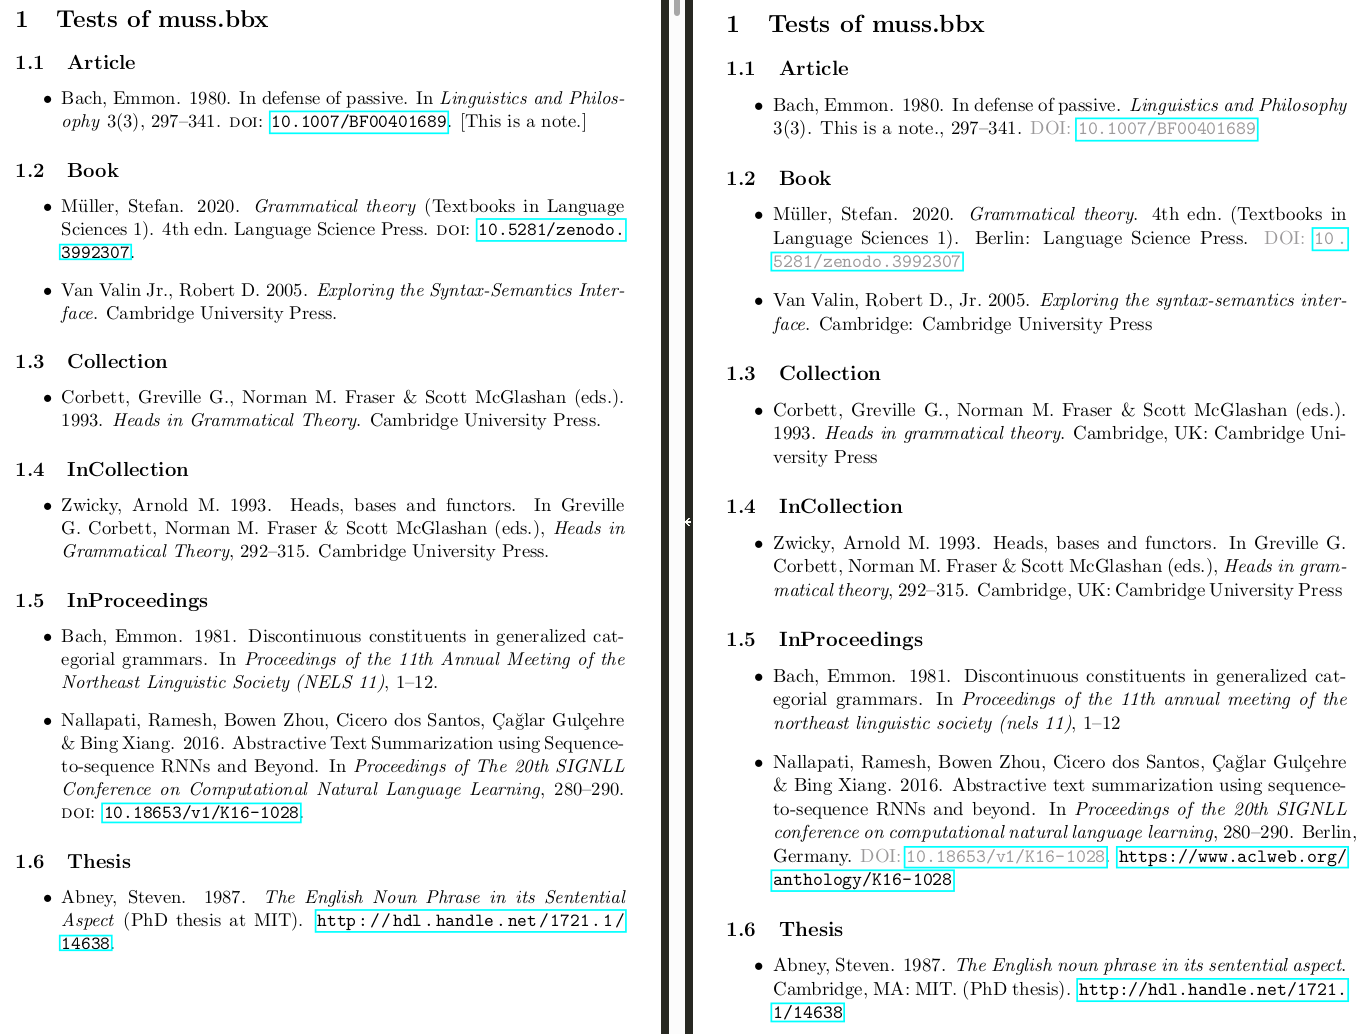 1 Tests of muss.bbx
1.1 Article
• Bach, Emmon. 1980. In defense of passive. In Linguistics and Philos-
ophy 3(3), 297–341. DOI: 10.1007/BF00401689. [This is a note.]
1.2 Book
• Müller, Stefan. 2020. Grammatical theory (Textbooks in Language
Sciences 1). 4th edn. Language Science Press. DOI: 10.5281/zenodo.
3992307.
• Van Valin Jr., Robert D. 2005. Exploring the Syntax-Semantics Inter-
face. Cambridge University Press.
1.3 Collection
• Corbett, Greville G., Norman M. Fraser & Scott McGlashan (eds.).
1993. Heads in Grammatical Theory. Cambridge University Press.
1.4 InCollection
• Zwicky, Arnold M. 1993. Heads, bases and functors. In Greville
G. Corbett, Norman M. Fraser & Scott McGlashan (eds.), Heads in
Grammatical Theory, 292–315. Cambridge University Press.
1.5 InProceedings
• Bach, Emmon. 1981. Discontinuous constituents in generalized cat-
egorial grammars. In Proceedings of the 11th Annual Meeting of the
Northeast Linguistic Society (NELS 11), 1–12.
• Nallapati, Ramesh, Bowen Zhou, Cicero dos Santos, Çağlar Gulçehre
& Bing Xiang. 2016. Abstractive Text Summarization using Sequence-
to-sequence RNNs and Beyond. In Proceedings of The 20th SIGNLL
Conference on Computational Natural Language Learning, 280–290.
DOI: 10.18653/v1/K16-1028.
1.6 Thesis
• Abney, Steven. 1987. The English Noun Phrase in its Sentential
Aspect (PhD thesis at MIT). http://hdl.handle.net/1721.1/
14638.
1 Tests of muss.bbx
1.1 Article
• Bach, Emmon. 1980. In defense of passive. Linguistics and Philosophy
3(3). This is a note., 297–341. DOI: 10.1007/BF00401689
1.2 Book
• Müller, Stefan. 2020. Grammatical theory. 4th edn. (Textbooks in
Language Sciences 1). Berlin: Language Science Press. DOI: 10.
5281/zenodo.3992307
• Van Valin, Robert D., Jr. 2005. Exploring the syntax-semantics inter-
face. Cambridge: Cambridge University Press
1.3 Collection
• Corbett, Greville G., Norman M. Fraser & Scott McGlashan (eds.).
1993. Heads in grammatical theory. Cambridge, UK: Cambridge Uni-
versity Press
1.4 InCollection
• Zwicky, Arnold M. 1993. Heads, bases and functors. In Greville G.
Corbett, Norman M. Fraser & Scott McGlashan (eds.), Heads in gram-
matical theory, 292–315. Cambridge, UK: Cambridge University Press
1.5 InProceedings
• Bach, Emmon. 1981. Discontinuous constituents in generalized cat-
egorial grammars. In Proceedings of the 11th annual meeting of the
northeast linguistic society (nels 11), 1–12
• Nallapati, Ramesh, Bowen Zhou, Cicero dos Santos, Çağlar Gulçehre
& Bing Xiang. 2016. Abstractive text summarization using sequence-
to-sequence RNNs and beyond. In Proceedings of the 20th SIGNLL
conference on computational natural language learning, 280–290. Berlin,
Germany. DOI: 10.18653/v1/K16-1028. https://www.aclweb.org/
anthology/K16-1028
1.6 Thesis
• Abney, Steven. 1987. The English noun phrase in its sentential aspect.
Cambridge, MA: MIT. (PhD thesis). http://hdl.handle.net/1721.
1/14638